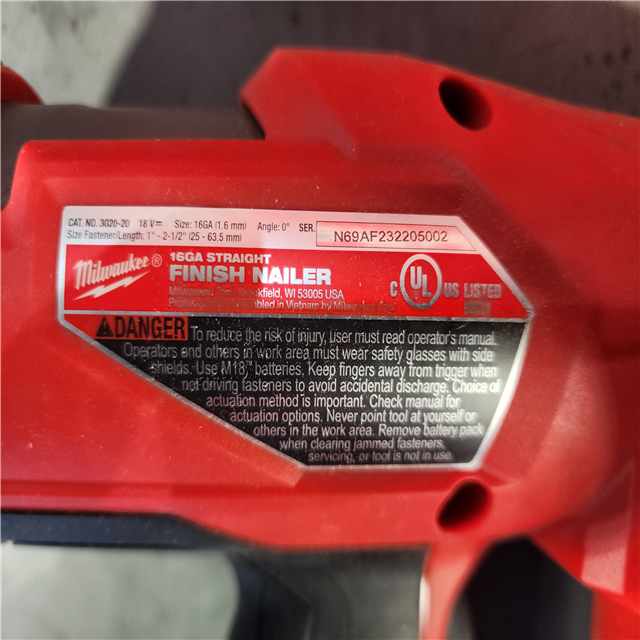 CAT. NO. 3020-20 18 V⎓ Size: 16GA (1.6 mm) Angle: 0° SER. N69AF232205002
Size Fastener/Length: 1" - 2-1/2" (25 - 63.5 mm)
Milwaukee®
16GA STRAIGHT
FINISH NAILER
Brookfield, WI 53005 USA
in Vietnam by Milwaukee
C UL US LISTED
⚠DANGER To reduce the risk of injury, user must read operator's manual.
Operators and others in work area must wear safety glasses with side
shields. Use M18™ batteries. Keep fingers away from trigger when
not driving fasteners to avoid accidental discharge. Choice of
actuation method is important. Check manual for
actuation options. Never point tool at yourself or
others in the work area. Remove battery pack
when clearing jammed fasteners,
servicing, or tool is not in use.